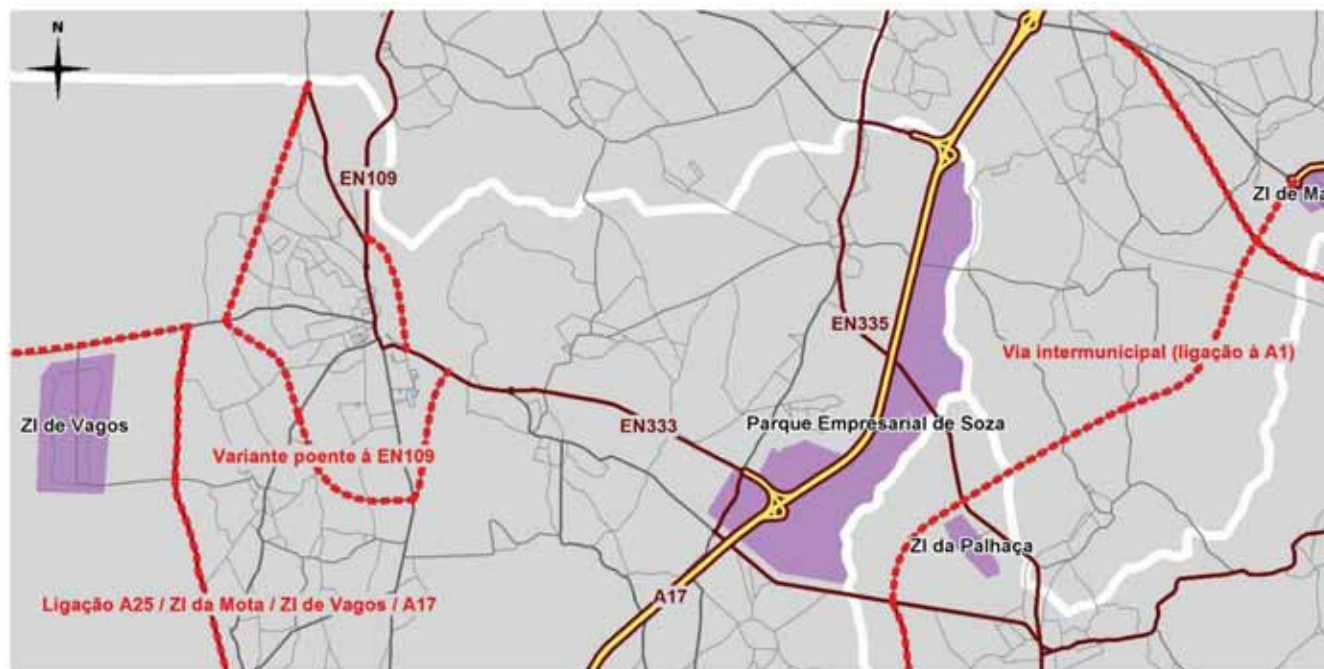 N
EN109
ZI de Ma
EN335
Via intermunicipal (ligação à A1)
ZI de Vagos
EN333
Parque Empresarial de Soza
Variante poente à EN109
ZI da Palhaça
A17
Ligação A25 / ZI da Mota / ZI de Vagos / A17